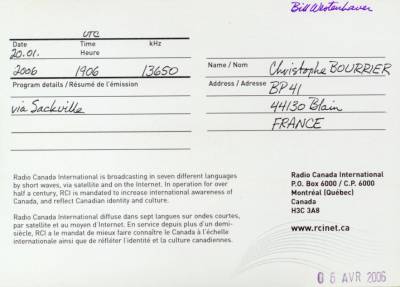 Bill Westenhaver
UTC
Date Time kHz
20.01. Heure
2006 1906 13650
Program details / Résumé de l'émission
via Sackville
Name / Nom Christophe BOURRIER
Address / Adresse BP 41
44130 Blain
FRANCE
Radio Canada International is broadcasting in seven different languages
by short waves, via satellite and on the Internet. In operation for over
half a century, RCI is mandated to increase international awareness of
Canada, and reflect Canadian identity and culture.
Radio Canada International diffuse dans sept langues sur ondes courtes,
par satellite et au moyen d'Internet. En service depuis plus d'un demi-
siècle, RCI a le mandat de mieux faire connaître le Canada à l'échelle
internationale ainsi que de réfléter l'identité et la culture canadiennes.
Radio Canada International
P.O. Box 6000 / C.P. 6000
Montréal (Québec)
Canada
H3C 3A8
www.rcinet.ca
0 6 AVR 2006